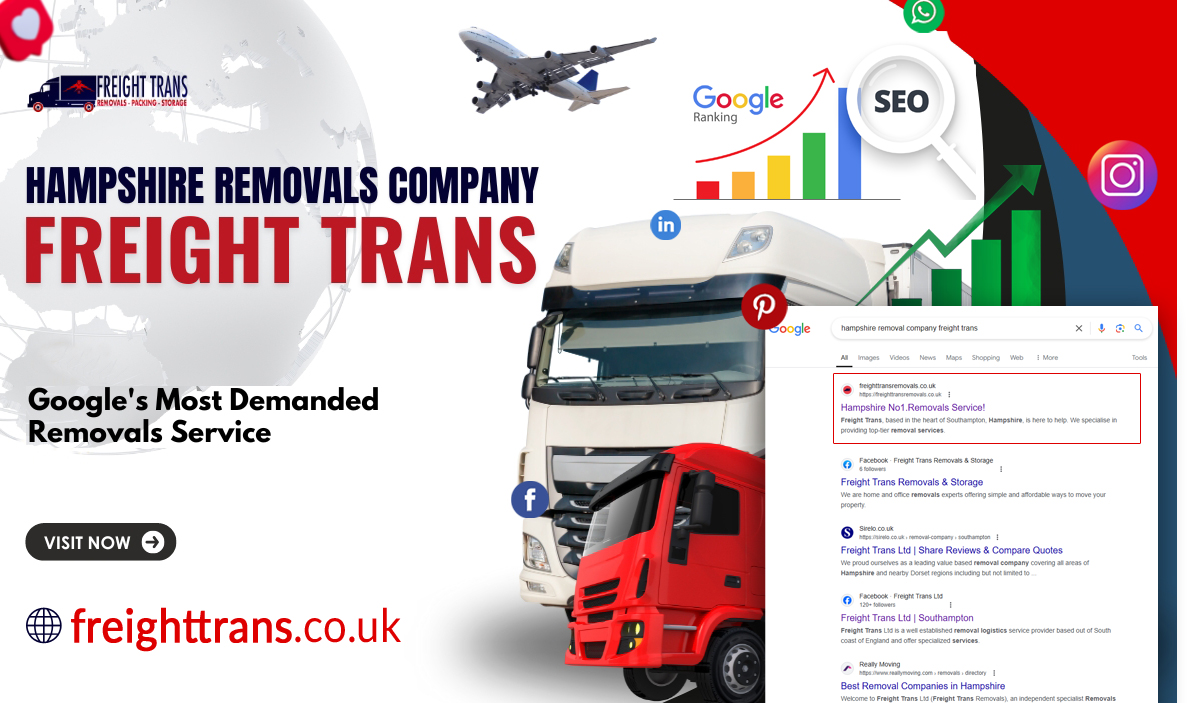 FREIGHT TRANS
REMOVALS - PACKING - STORAGE
HAMPSHIRE REMOVALS COMPANY
FREIGHT TRANS
Google's Most Demanded
Removals Service
VISIT NOW
freighttrans.co.uk
Google
Ranking
SEO
in
f
Google
hampshire removal company freight trans
All Images Videos News Maps Shopping Web More Tools
freighttransremovals.co.uk
https://freighttransremovals.co.uk
Hampshire No1.Removals Service!
Freight Trans, based in the heart of Southampton, Hampshire, is here to help. We specialise in
providing top-tier removal services.
Facebook · Freight Trans Removals & Storage
6 followers
Freight Trans Removals & Storage
We are home and office removals experts offering simple and affordable ways to move your
property.
S
Sirelo.co.uk
https://sirelo.co.uk › removal-company › southampton
Freight Trans Ltd | Share Reviews & Compare Quotes
We proud ourselves as a leading value based removal company covering all areas of
Hampshire and nearby Dorset regions including but not limited to ...
Facebook · Freight Trans Ltd
120+ followers
Freight Trans Ltd | Southampton
Freight Trans Ltd is a well established removal logistics service provider based out of South
coast of England and offer specialized services.
Really Moving
https://www.reallymoving.com › removals › directory
Best Removal Companies in Hampshire
Welcome to Freight Trans Ltd (Freight Trans Removals), an independent specialist Removals